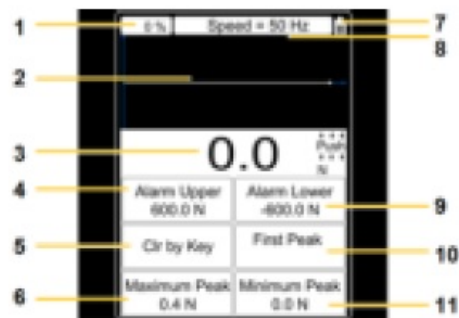 1
0 %
Speed = 50 Hz
7
8
2
3
0.0
Push
N
4
Alarm Upper
600.0 N
Alarm Lower
-600.0 N
9
5
Clr by Key
First Peak
10
6
Maximum Peak
0.4 N
Minimum Peak
0.0 N
11